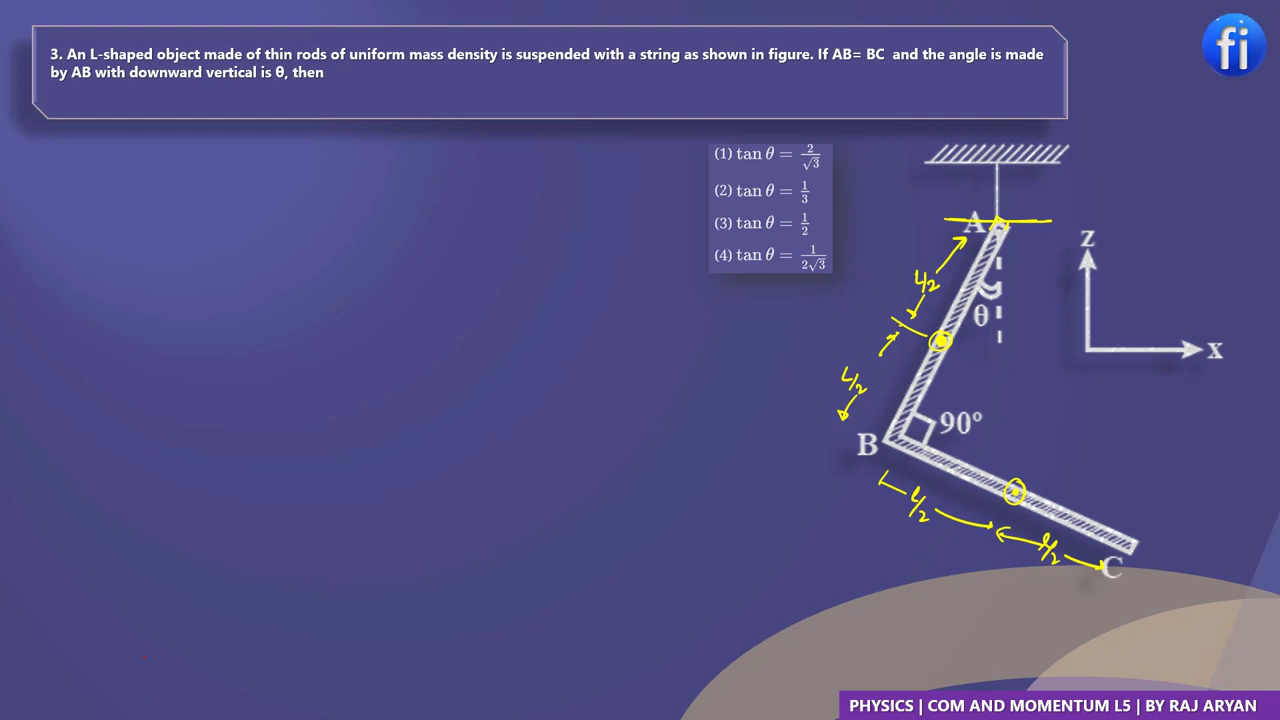 3. An L-shaped object made of thin rods of uniform mass density is suspended with a string as shown in figure. If AB= BC and the angle is made
by AB with downward vertical is θ, then
fi
(1) tan θ = 2/√3
(2) tan θ = 1/3
(3) tan θ = 1/2
(4) tan θ = 1/2√3
A
Z
L/2
θ
X
L/2
90°
B
L/2
L/2
C
PHYSICS | COM AND MOMENTUM L5 | BY RAJ ARYAN